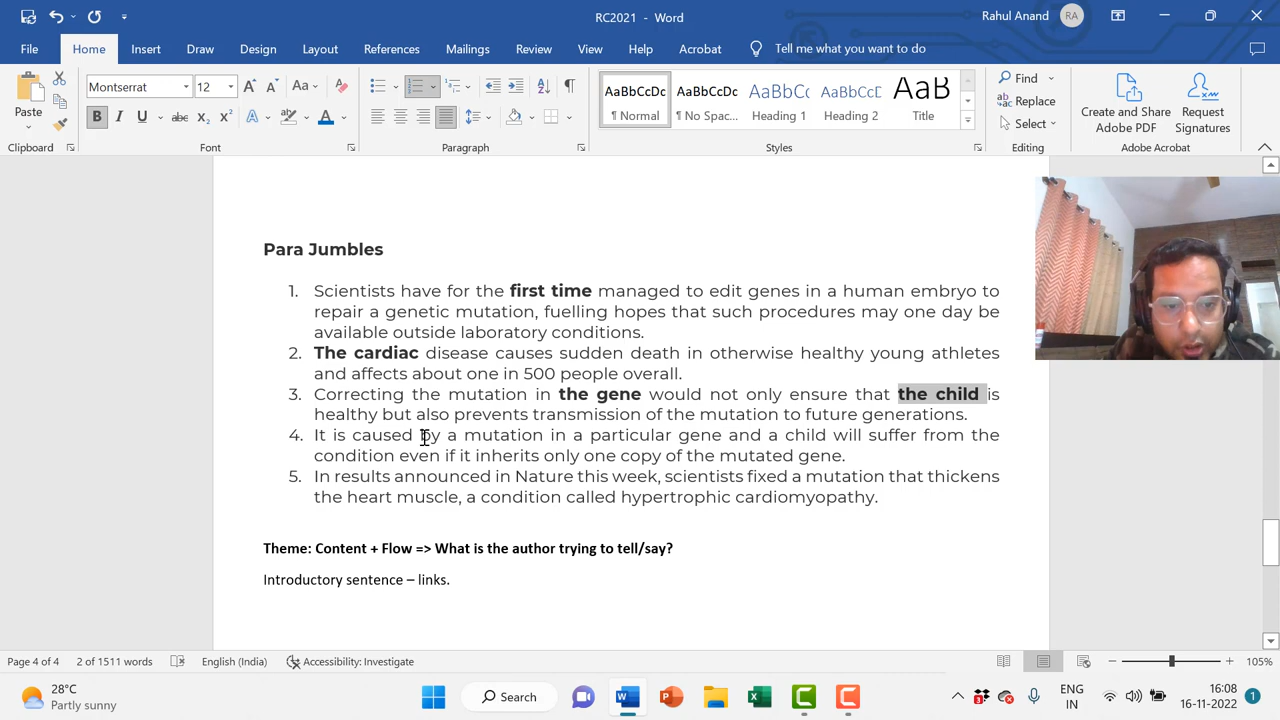 RC2021 - Word
Rahul Anand RA
File Home Insert Draw Design Layout References Mailings Review View Help Acrobat Tell me what you want to do
Paste
Clipboard
Montserrat 12
Font
Paragraph
AaBbCcDc AaBbCcDc AaBbCc AaBbCcD AaB
¶ Normal ¶ No Spac... Heading 1 Heading 2 Title
Styles
Find
Replace
Select
Editing
Create and Share Adobe PDF
Request Signatures
Adobe Acrobat
Para Jumbles
1. Scientists have for the first time managed to edit genes in a human embryo to
repair a genetic mutation, fuelling hopes that such procedures may one day be
available outside laboratory conditions.
2. The cardiac disease causes sudden death in otherwise healthy young athletes
and affects about one in 500 people overall.
3. Correcting the mutation in the gene would not only ensure that the child is
healthy but also prevents transmission of the mutation to future generations.
4. It is caused by a mutation in a particular gene and a child will suffer from the
condition even if it inherits only one copy of the mutated gene.
5. In results announced in Nature this week, scientists fixed a mutation that thickens
the heart muscle, a condition called hypertrophic cardiomyopathy.
Theme: Content + Flow => What is the author trying to tell/say?
Introductory sentence – links.
Page 4 of 4 2 of 1511 words English (India) Accessibility: Investigate 105%
28°C
Partly sunny
Search
ENG
IN
16:08
16-11-2022
1